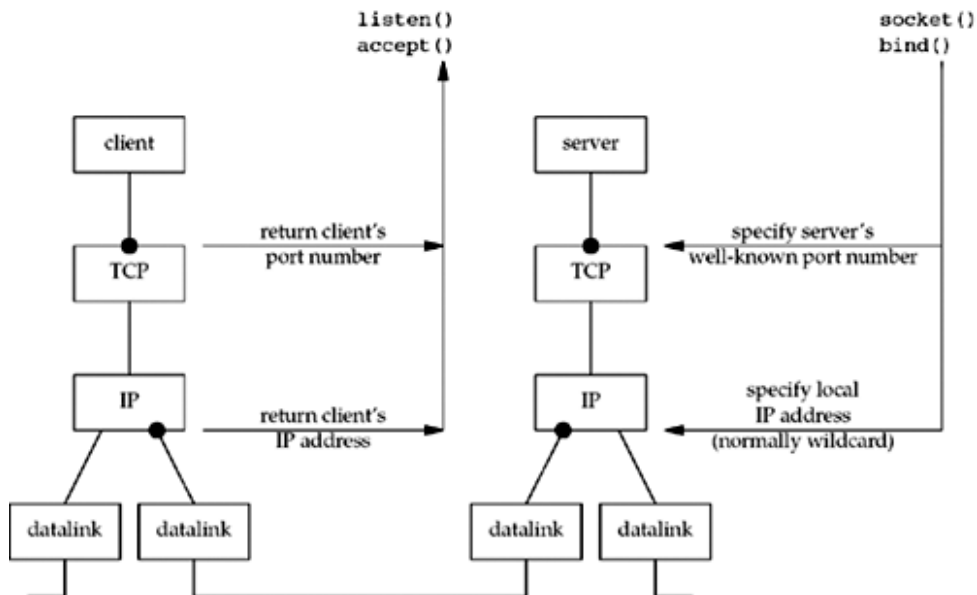 listen()
accept()
socket()
bind()
client
server
return client's
port number
specify server's
well-known port number
TCP
TCP
IP
IP
return client's
IP address
specify local
IP address
(normally wildcard)
datalink
datalink
datalink
datalink